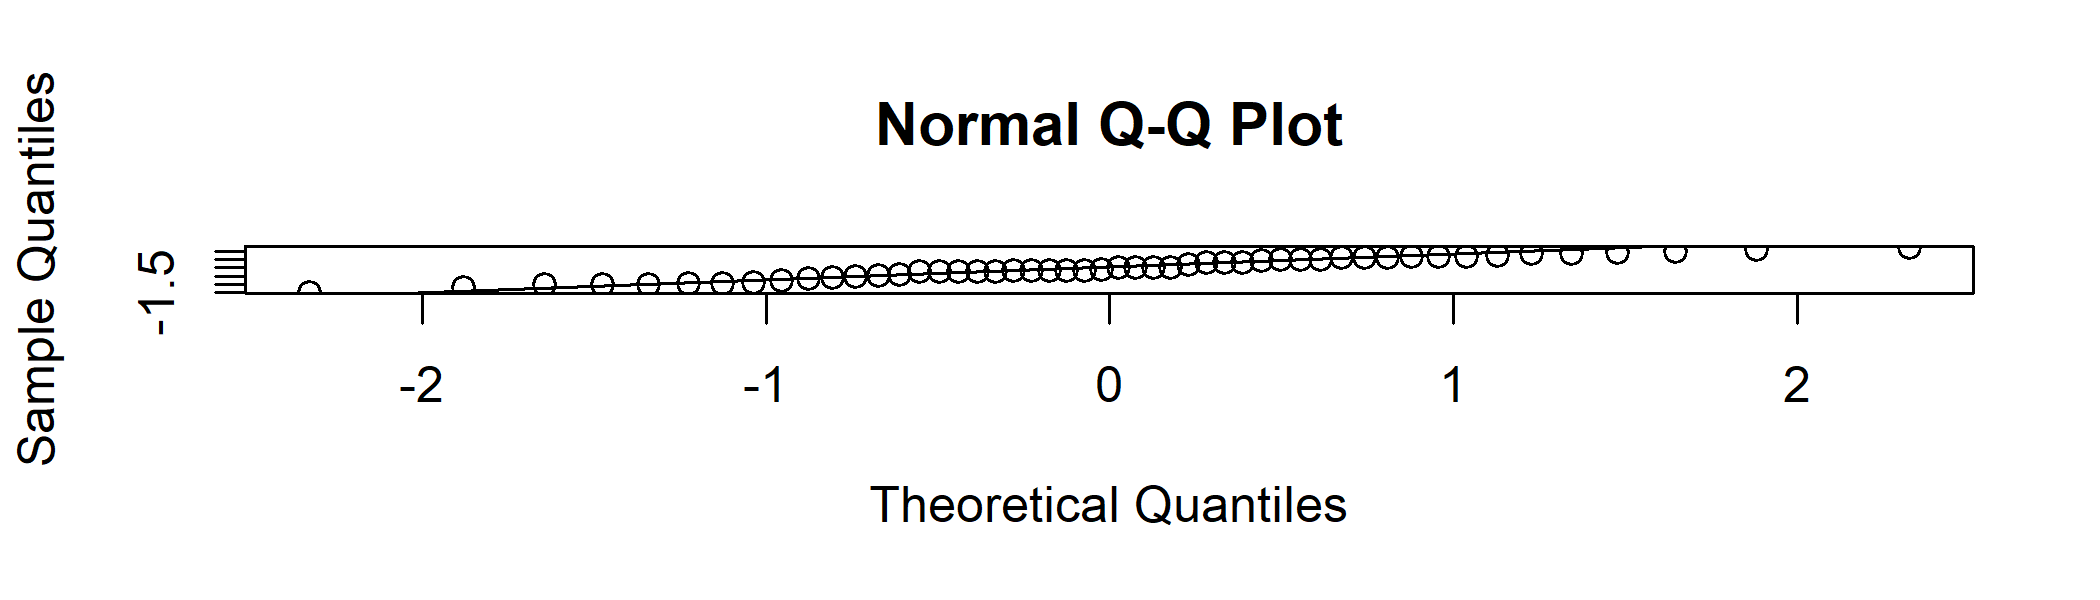 Normal Q-Q Plot
Sample Quantiles
-1.5
-2 -1 0 1 2
Theoretical Quantiles